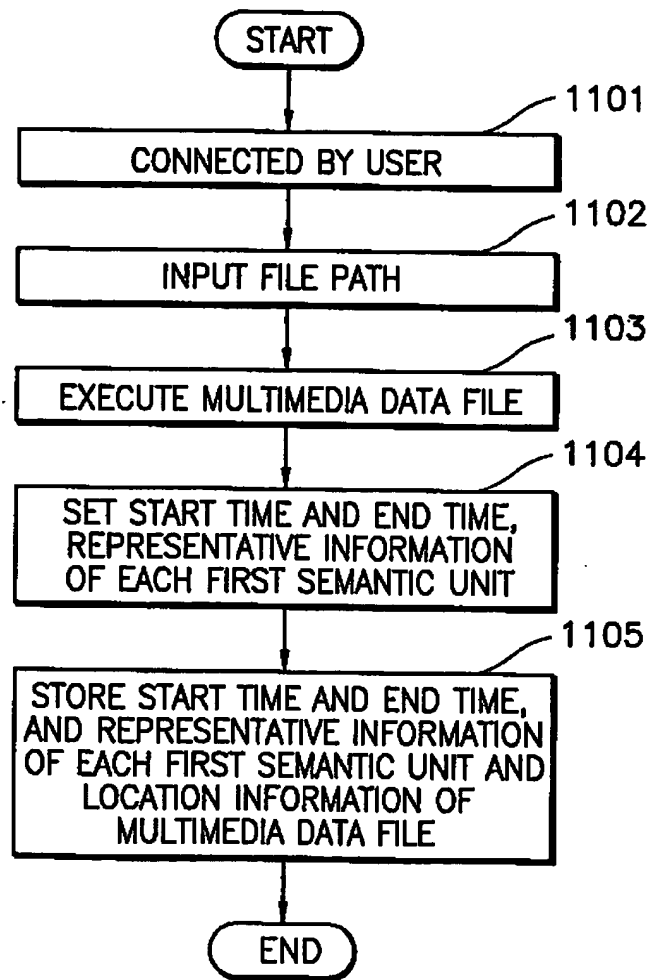 START
1101
CONNECTED BY USER
1102
INPUT FILE PATH
1103
EXECUTE MULTIMEDIA DATA FILE
1104
SET START TIME AND END TIME,
REPRESENTATIVE INFORMATION
OF EACH FIRST SEMANTIC UNIT
1105
STORE START TIME AND END TIME,
AND REPRESENTATIVE INFORMATION
OF EACH FIRST SEMANTIC UNIT AND
LOCATION INFORMATION OF
MULTIMEDIA DATA FILE
END